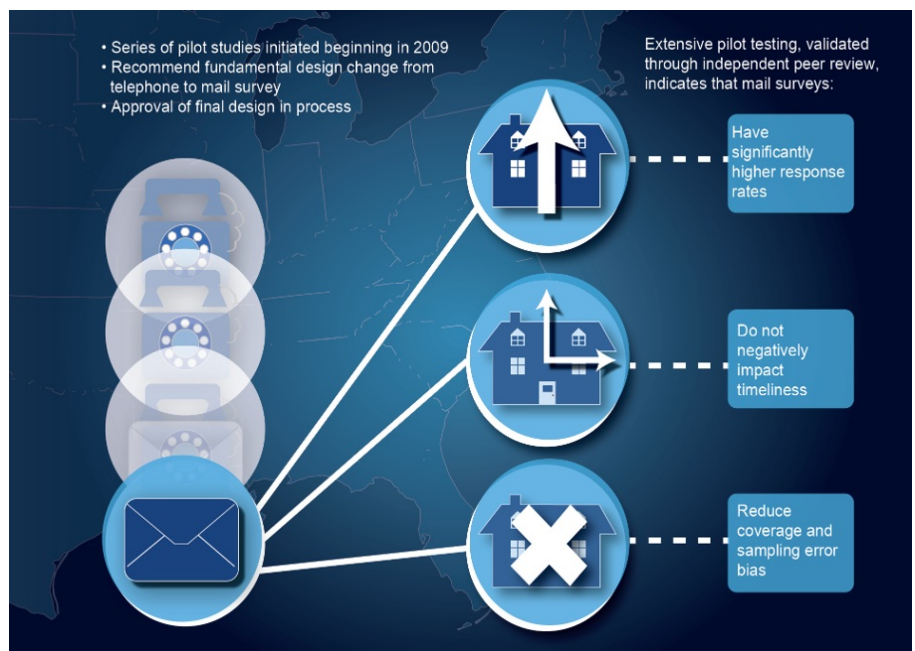 • Series of pilot studies initiated beginning in 2009
• Recommend fundamental design change from
telephone to mail survey
• Approval of final design in process
Extensive pilot testing, validated
through independent peer review,
indicates that mail surveys:
Have
significantly
higher response
rates
Do not
negatively
impact
timeliness
Reduce
coverage and
sampling error
bias